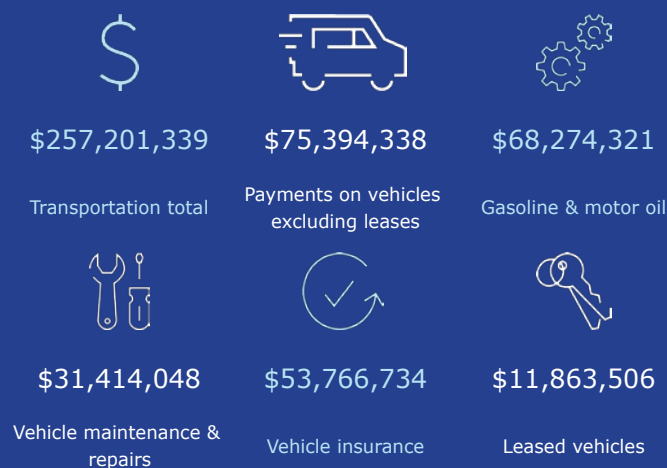 $257,201,339
$75,394,338
$68,274,321
Transportation total
Payments on vehicles
excluding leases
Gasoline & motor oil
$31,414,048
$53,766,734
$11,863,506
Vehicle maintenance &
repairs
Vehicle insurance
Leased vehicles